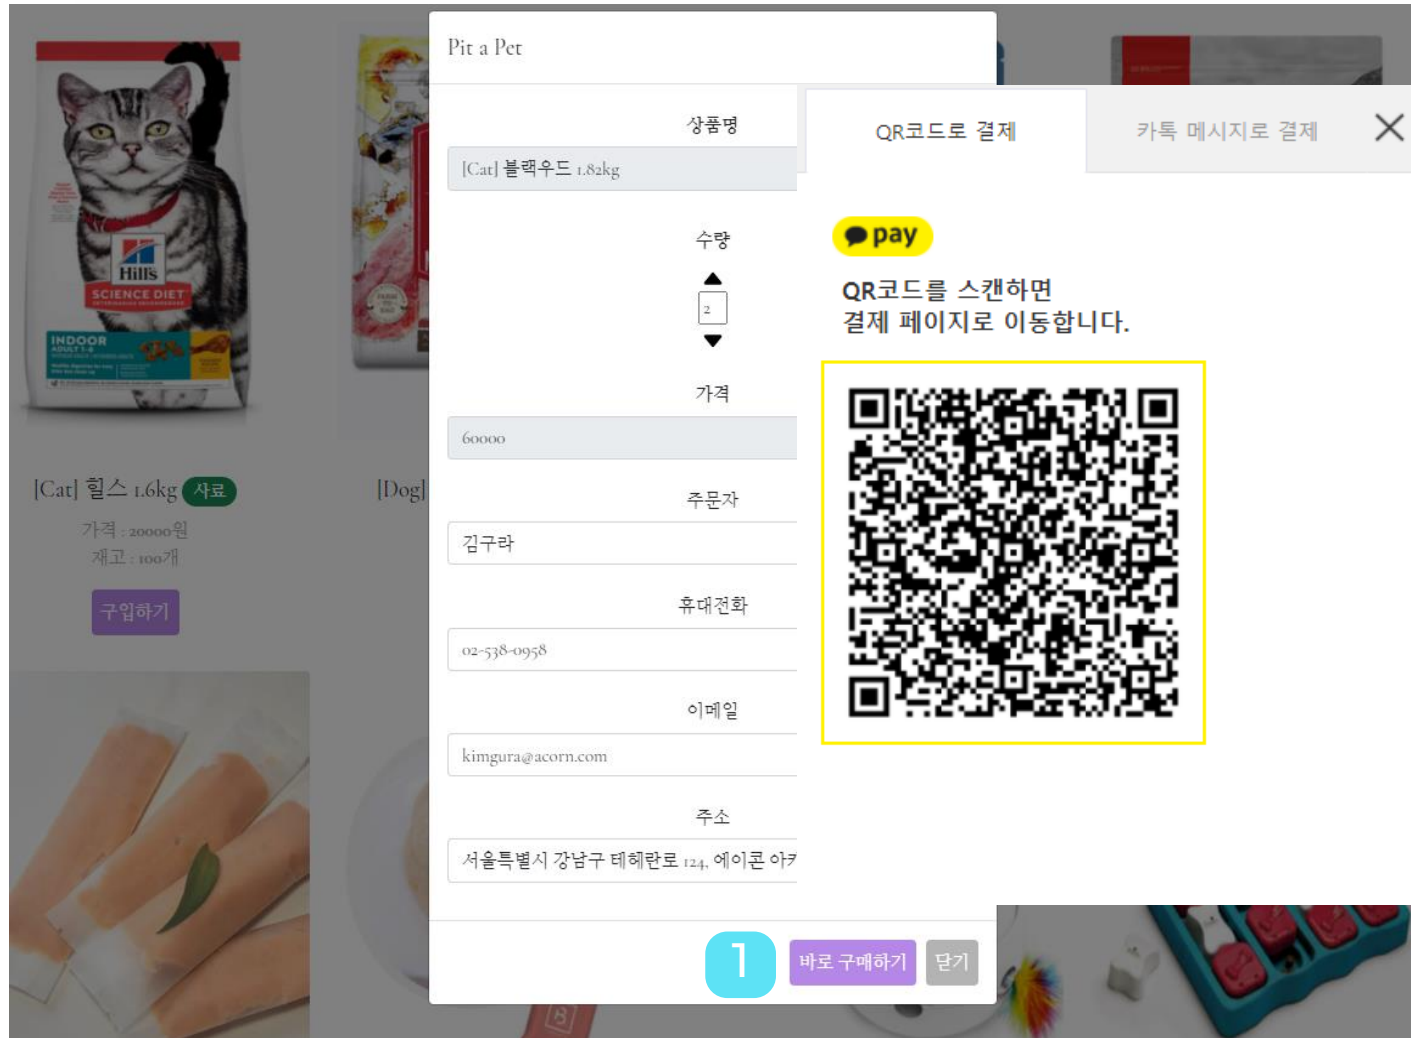 Pit a Pet
상품명
[Cat] 블랙우드 1.82kg
수량
2
가격
60000
주문자
김구라
휴대전화
02-538-0958
이메일
kimgura@acorn.com
주소
서울특별시 강남구 테헤란로 124, 에이콘 아카
1
바로 구매하기
닫기
QR코드로 결제
카톡 메시지로 결제
pay
QR코드를 스캔하면
결제 페이지로 이동합니다.
Hill's
SCIENCE DIET
INDOOR
ADULT 1-6
[Cat] 힐스 1.6kg 사료
가격 : 20000원
재고 : 100개
구입하기
[Dog]